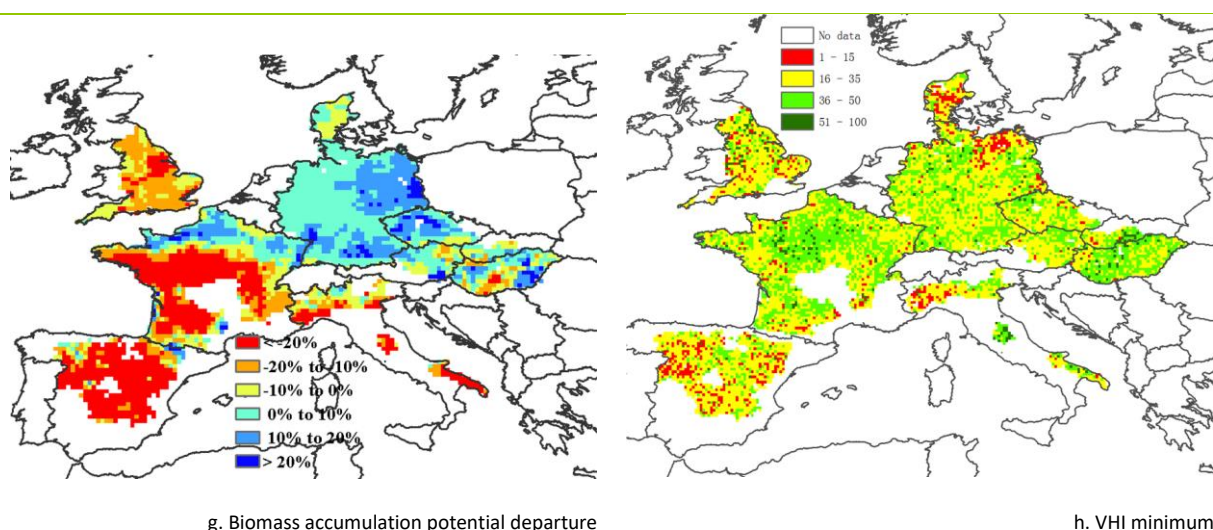 No data
1 - 15
16 - 35
36 - 50
51 - 100
< -20%
-20% to -10%
-10% to 0%
0% to 10%
10% to 20%
> 20%
g. Biomass accumulation potential departure
h. VHI minimum